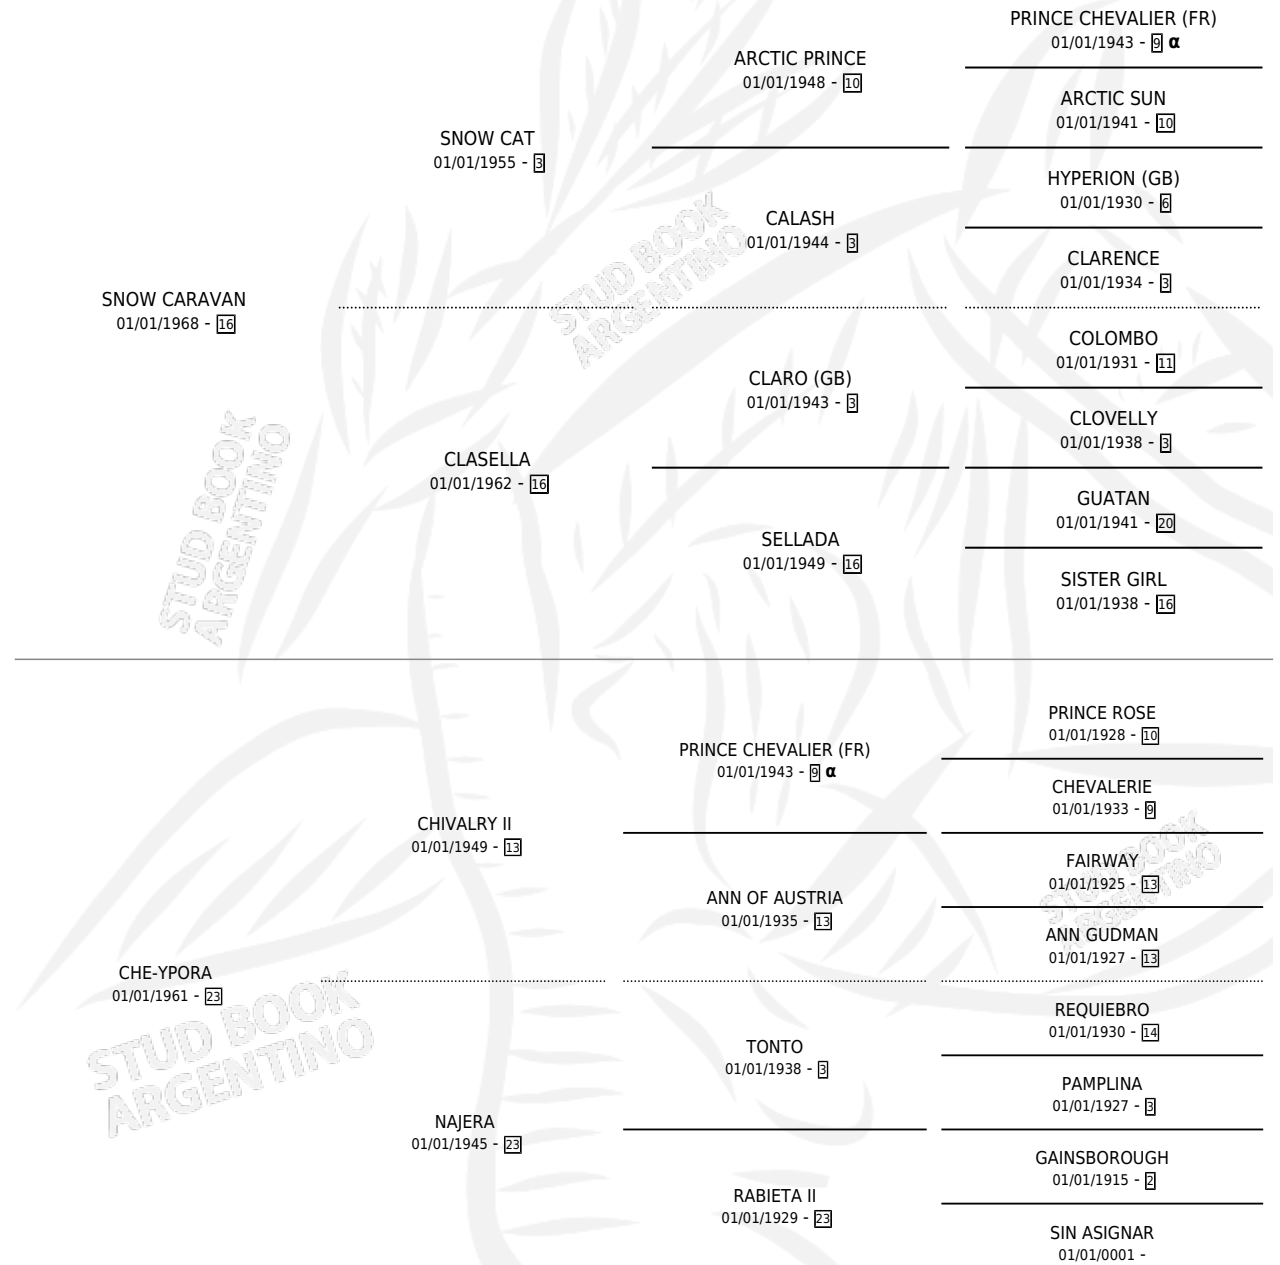 PRINCE CHEVALIER (FR)
01/01/1943 - 9 α
ARCTIC PRINCE
01/01/1948 - 10
ARCTIC SUN
01/01/1941 - 10
SNOW CAT
01/01/1955 - 3
HYPERION (GB)
01/01/1930 - 6
CALASH
01/01/1944 - 3
CLARENCE
01/01/1934 - 3
SNOW CARAVAN
01/01/1968 - 16
COLOMBO
01/01/1931 - 11
CLARO (GB)
01/01/1943 - 3
CLOVELLY
01/01/1938 - 3
CLASELLA
01/01/1962 - 16
GUATAN
01/01/1941 - 20
SELLADA
01/01/1949 - 16
SISTER GIRL
01/01/1938 - 16
PRINCE ROSE
01/01/1928 - 10
PRINCE CHEVALIER (FR)
01/01/1943 - 9 α
CHEVALERIE
01/01/1933 - 9
CHIVALRY II
01/01/1949 - 13
FAIRWAY
01/01/1925 - 13
ANN OF AUSTRIA
01/01/1935 - 13
ANN GUDMAN
01/01/1927 - 13
CHE-YPORA
01/01/1961 - 23
REQUIEBRO
01/01/1930 - 14
TONTO
01/01/1938 - 3
PAMPLINA
01/01/1927 - 3
NAJERA
01/01/1945 - 23
GAINSBOROUGH
01/01/1915 - 2
RABIETA II
01/01/1929 - 23
SIN ASIGNAR
01/01/0001 -
STUD BOOK
ARGENTINO
STUD BOOK
ARGENTINO
STUD BOOK
ARGENTINO
STUD BOOK
ARGENTINO